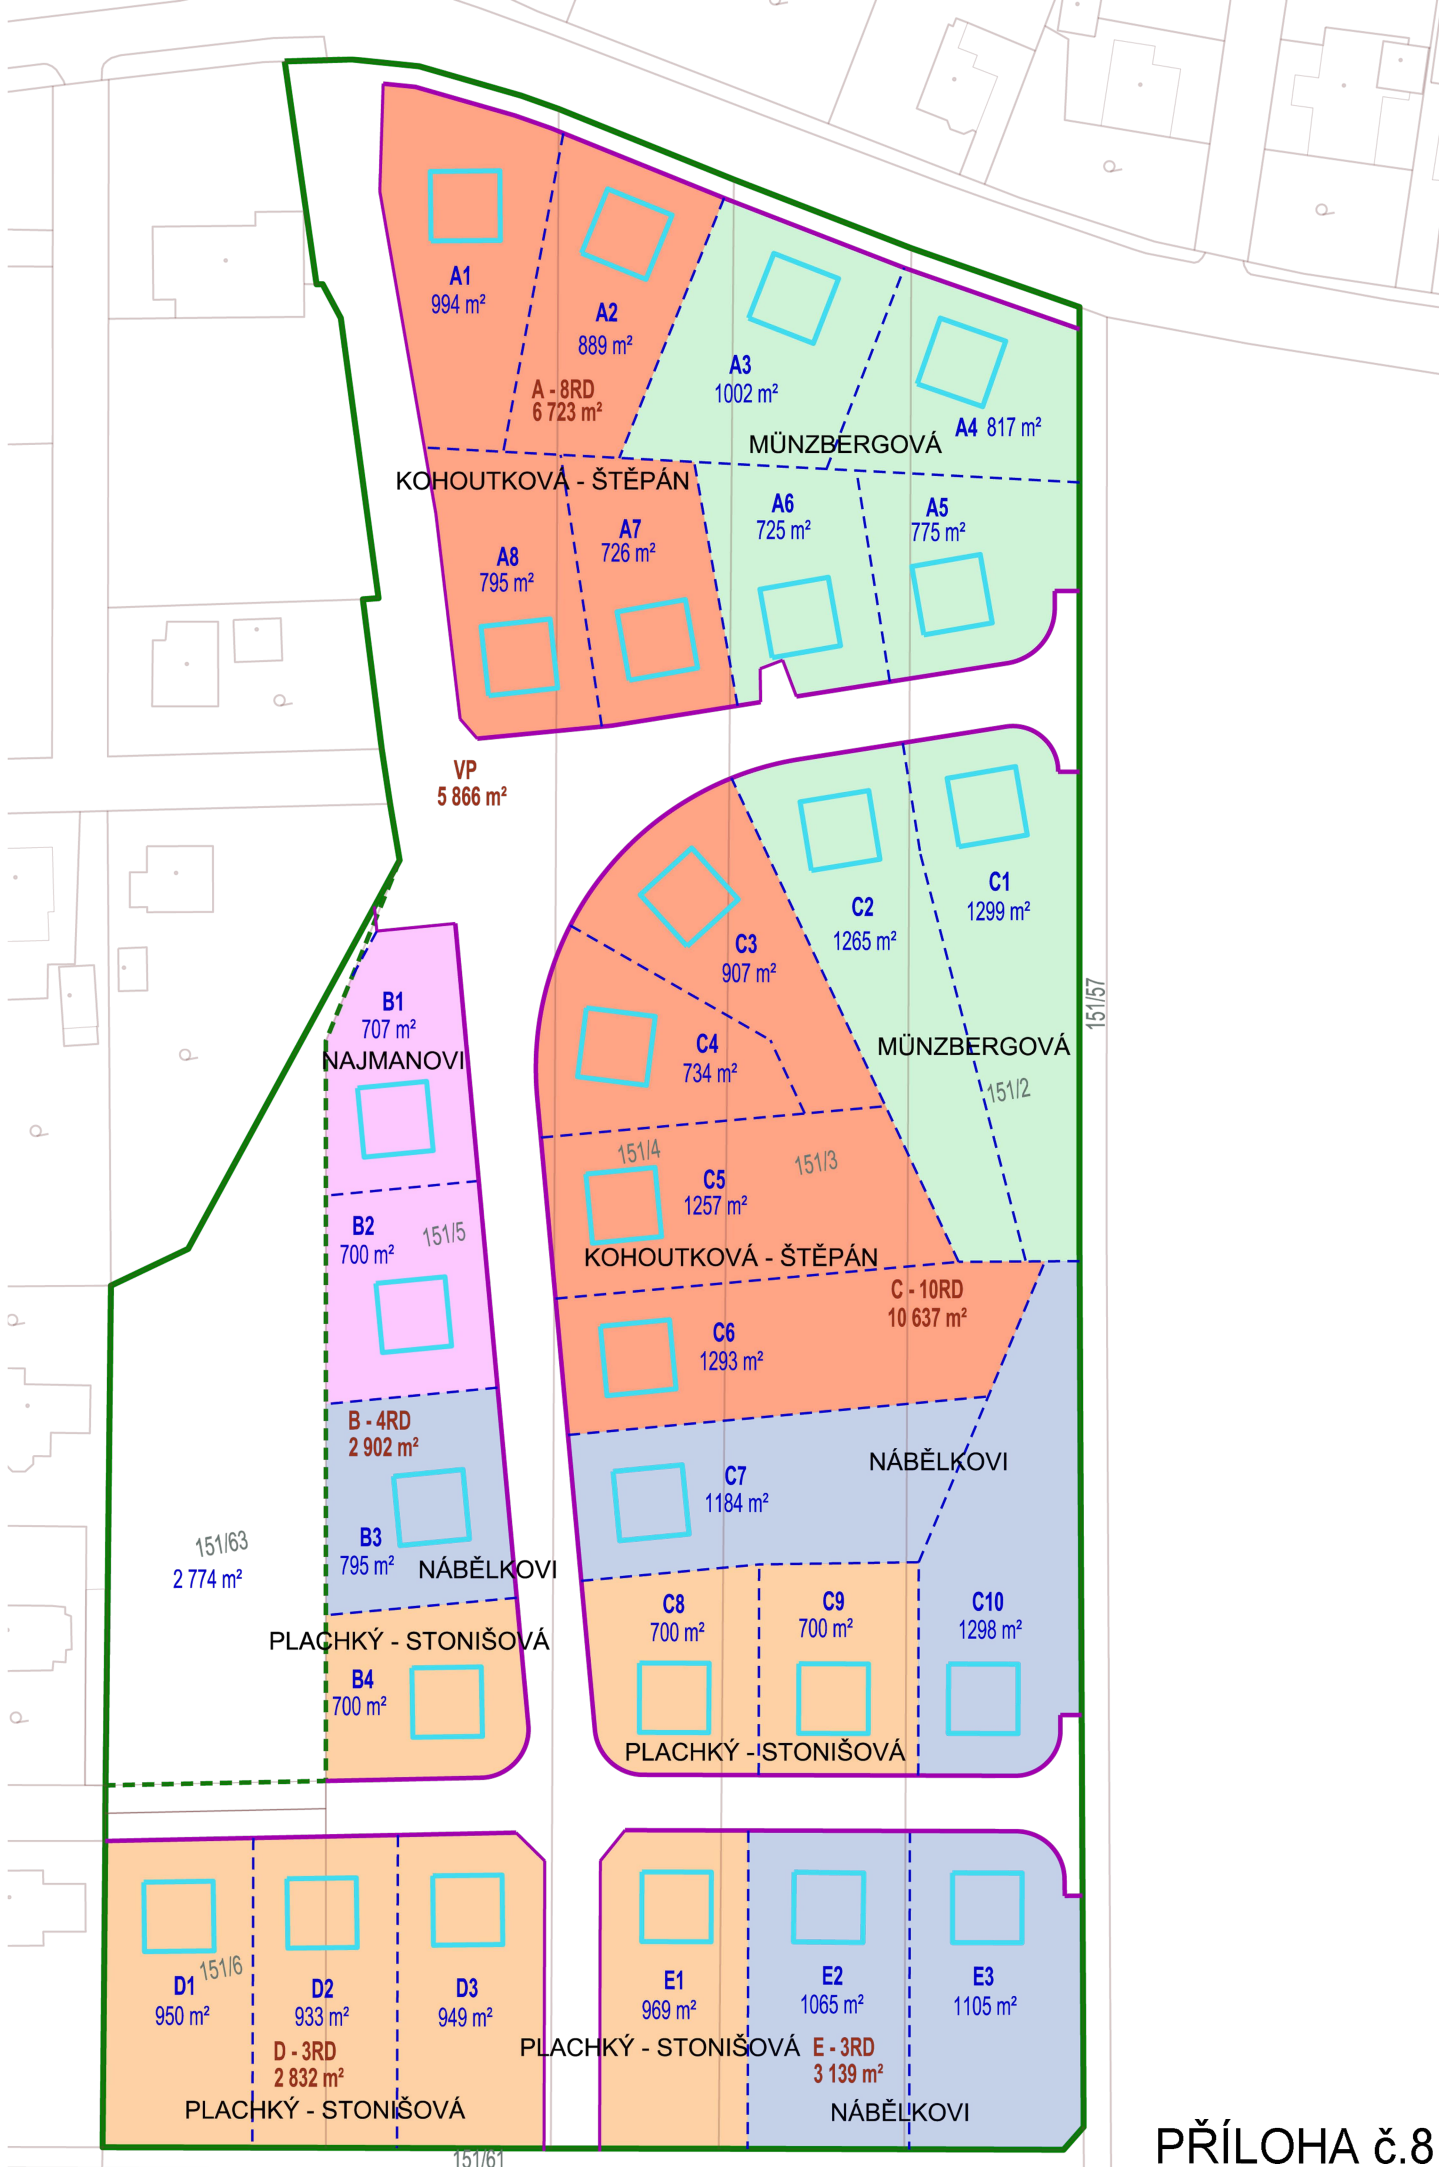 A1
994 m²
A2
889 m²
A - 8RD
6 723 m²
A3
1002 m²
A4 817 m²
MÜNZBERGOVÁ
KOHOUTKOVÁ - ŠTĚPÁN
A6
725 m²
A5
775 m²
A7
726 m²
A8
795 m²
VP
5 866 m²
C1
1299 m²
C2
1265 m²
C3
907 m²
B1
707 m²
NAJMANOVI
C4
734 m²
MÜNZBERGOVÁ
151/57
151/2
151/4
151/3
C5
1257 m²
B2
700 m²
151/5
KOHOUTKOVÁ - ŠTĚPÁN
C - 10RD
10 637 m²
C6
1293 m²
B - 4RD
2 902 m²
NÁBĚLKOVI
C7
1184 m²
151/63
2 774 m²
B3
795 m²
NÁBĚLKOVI
C8
700 m²
C9
700 m²
C10
1298 m²
PLACHKÝ - STONIŠOVÁ
B4
700 m²
PLACHKÝ - STONIŠOVÁ
151/6
D1
950 m²
D2
933 m²
D3
949 m²
E1
969 m²
E2
1065 m²
E3
1105 m²
D - 3RD
2 832 m²
PLACHKÝ - STONIŠOVÁ
E - 3RD
3 139 m²
PLACHKÝ - STONIŠOVÁ
NÁBĚLKOVI
151/61
PŘÍLOHA č.8